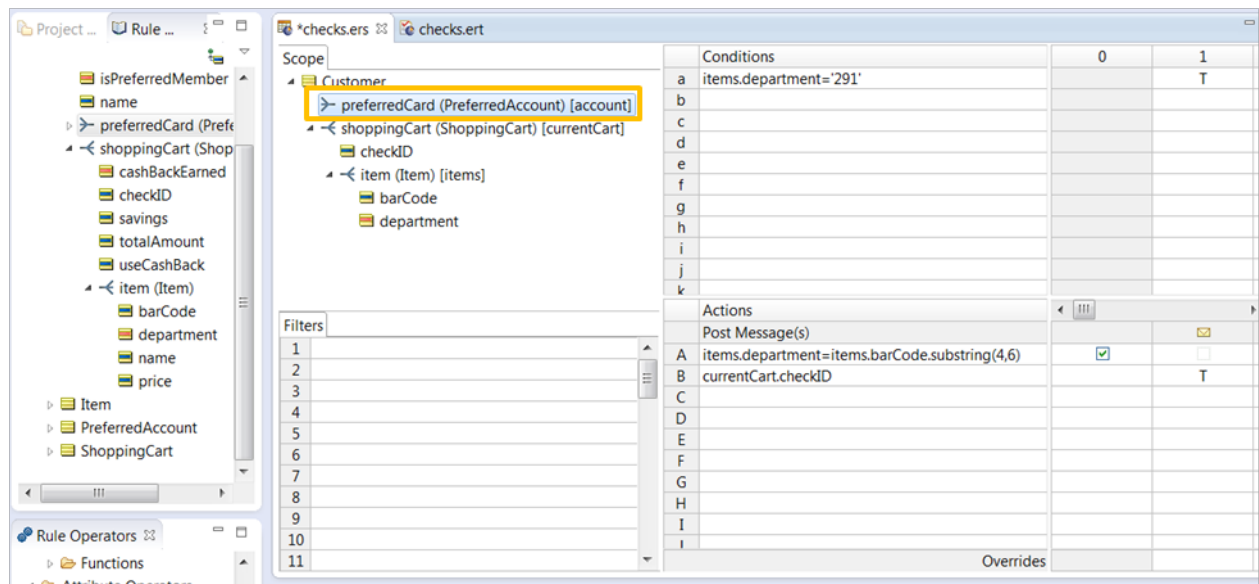 Project ...
Rule ...
isPreferredMember
name
preferredCard (Prefe
shoppingCart (Shop
cashBackEarned
checkID
savings
totalAmount
useCashBack
item (Item)
barCode
department
name
price
Item
PreferredAccount
ShoppingCart
Rule Operators
Functions
*checks.ers
checks.ert
Scope
Customer
preferredCard (PreferredAccount) [account]
shoppingCart (ShoppingCart) [currentCart]
checkID
item (Item) [items]
barCode
department
Filters
1
2
3
4
5
6
7
8
9
10
11
Conditions 0 1
a items.department='291' T
b
c
d
e
f
g
h
i
j
k
Actions
Post Message(s)
A items.department=items.barCode.substring(4,6)
B currentCart.checkID T
C
D
E
F
G
H
I
Overrides